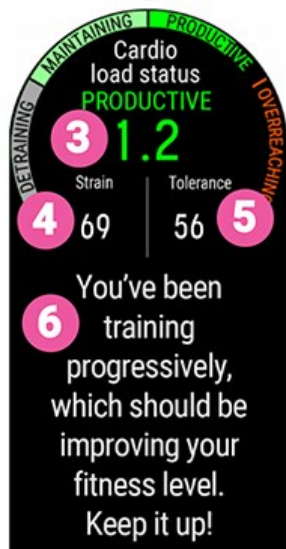 DETRAINING
MAINTAINING
PRODUCTIVE
OVERREACHING
Cardio
load status
PRODUCTIVE
3
1.2
Strain
Tolerance
4
69
56
5
6
You've been
training
progressively,
which should be
improving your
fitness level.
Keep it up!